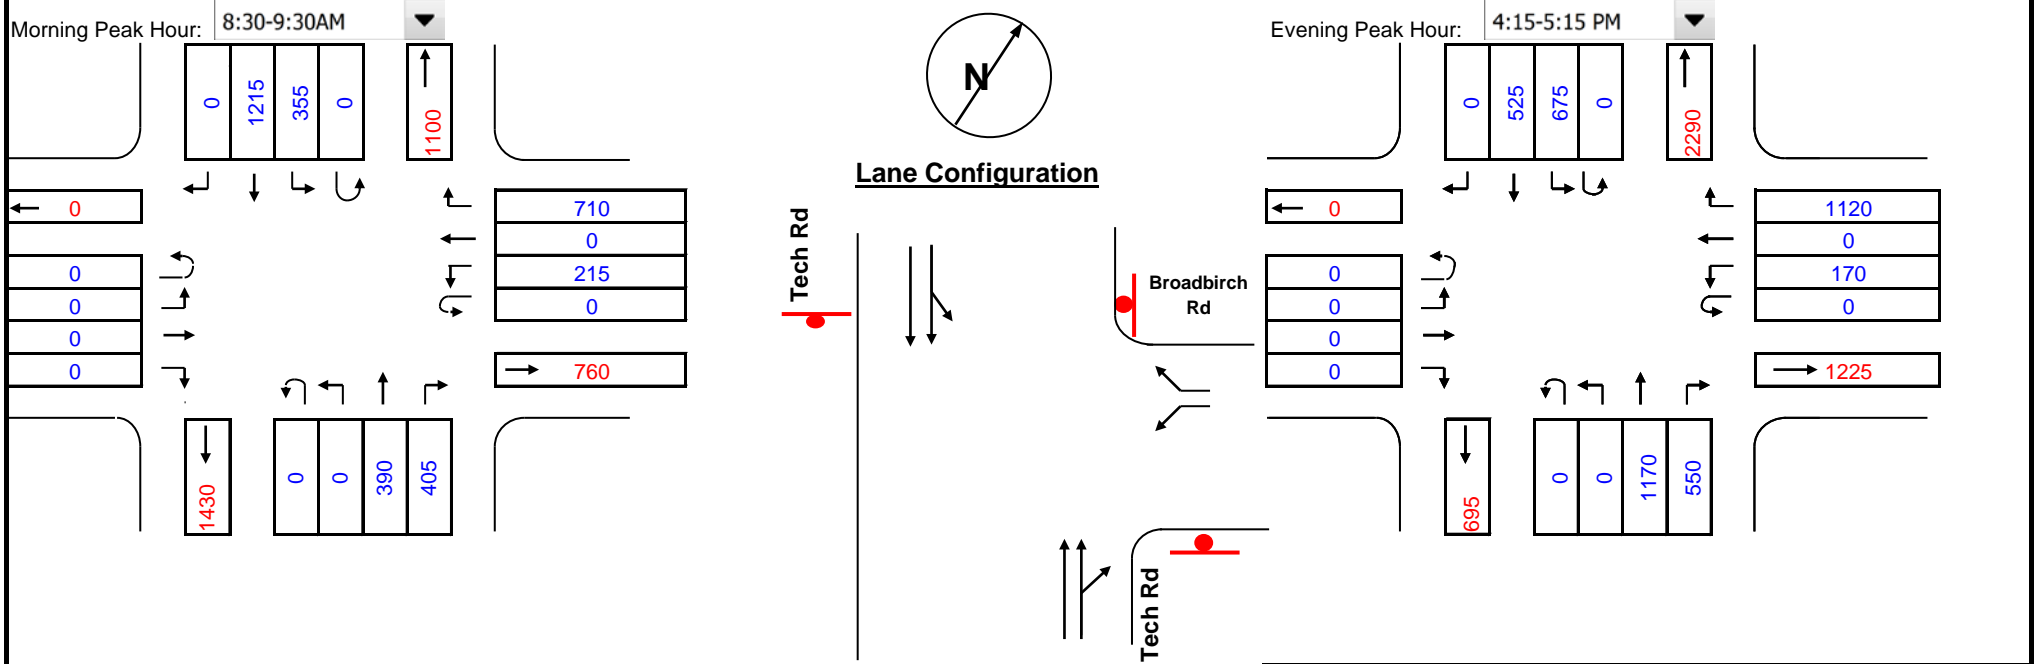 Morning Peak Hour: 8:30-9:30AM
0 1215 355 0 1100
0
0
0
0
0
710
0
215
0
760
1430
0 0 390 405
N
Lane Configuration
Tech Rd
Broadbirch
Rd
Tech Rd
Evening Peak Hour: 4:15-5:15 PM
0 525 675 0 2290
0
0
0
0
0
1120
0
170
0
1225
695
0 0 1170 550